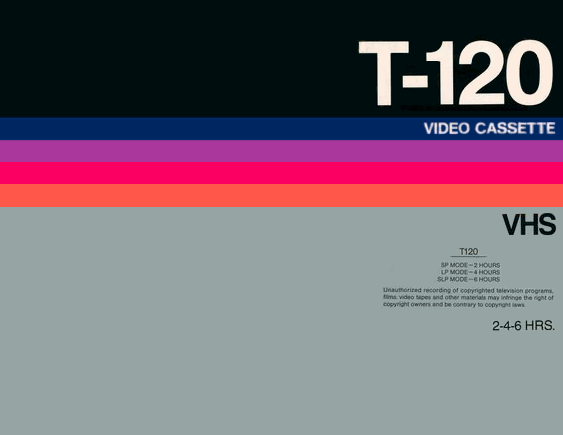 T-120
VIDEO CASSETTE
VHS
T120
SP MODE—2 HOURS
LP MODE—4 HOURS
SLP MODE—6 HOURS
Unauthorized recording of copyrighted television programs,
films, video tapes and other materials may infringe the right of
copyright owners and be contrary to copyright laws.
2-4-6 HRS.